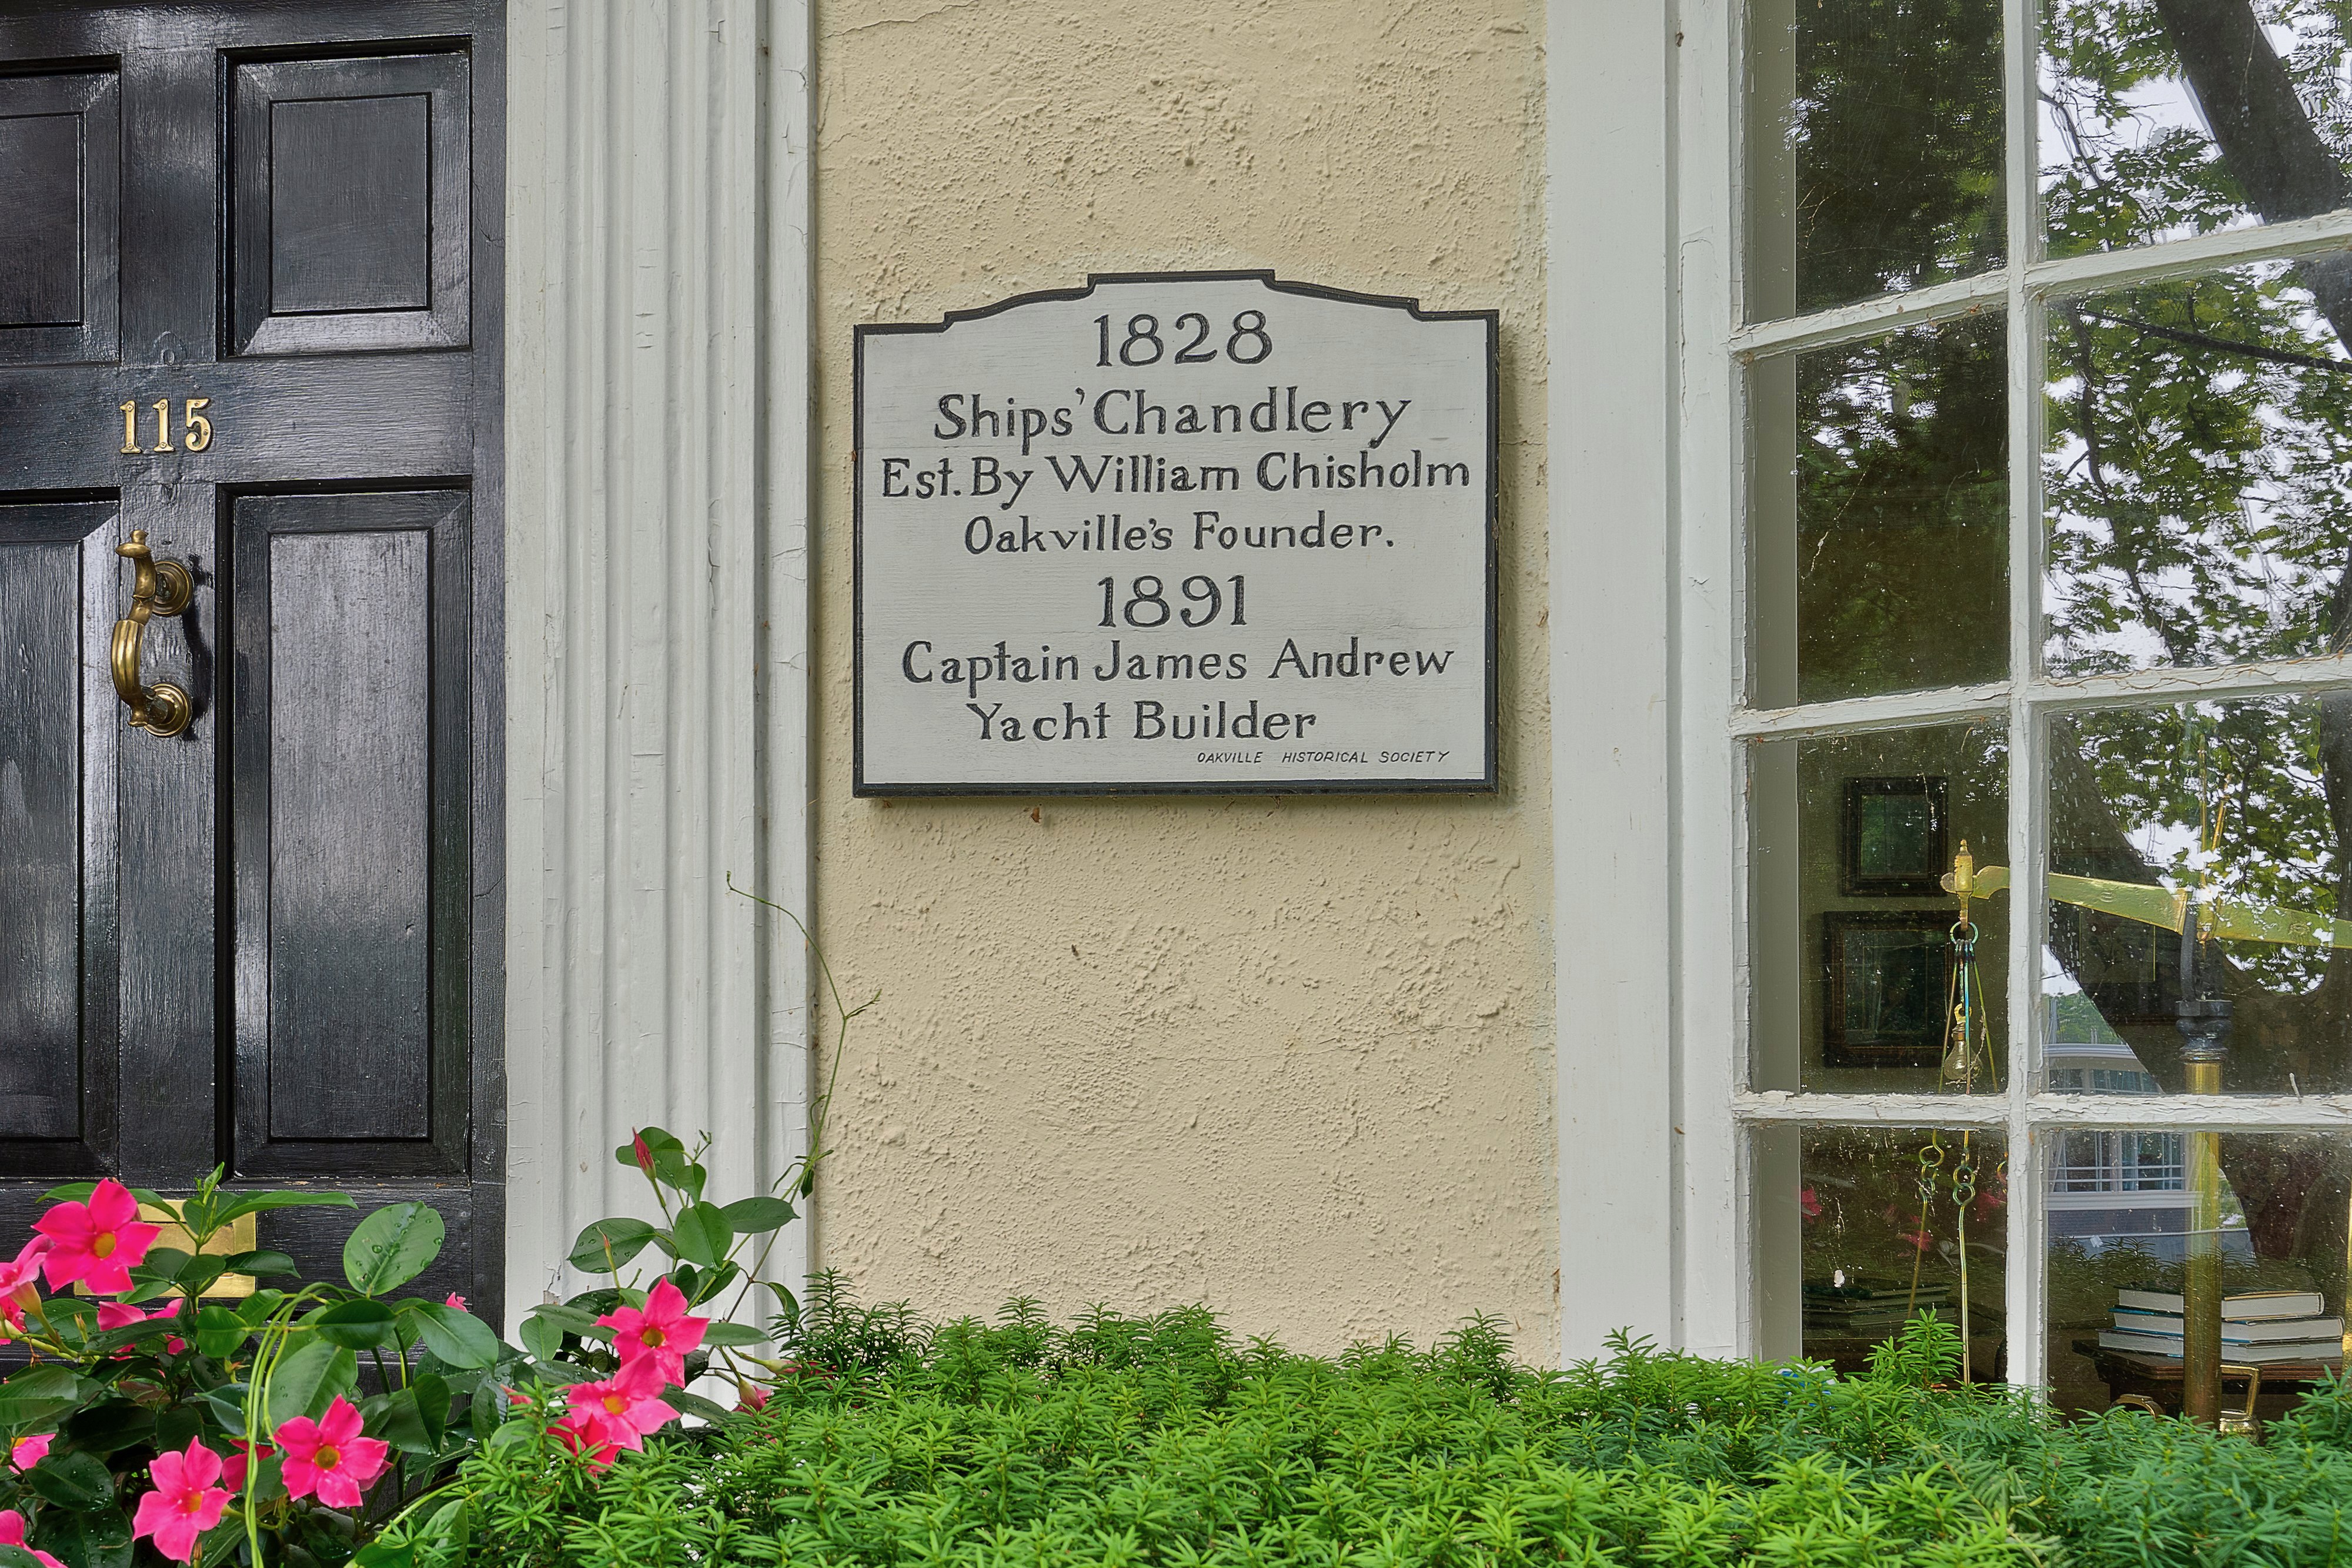 115
1828
Ships' Chandlery
Est. By William Chisholm
Oakville's Founder.
1891
Captain James Andrew
Yacht Builder
OAKVILLE HISTORICAL SOCIETY